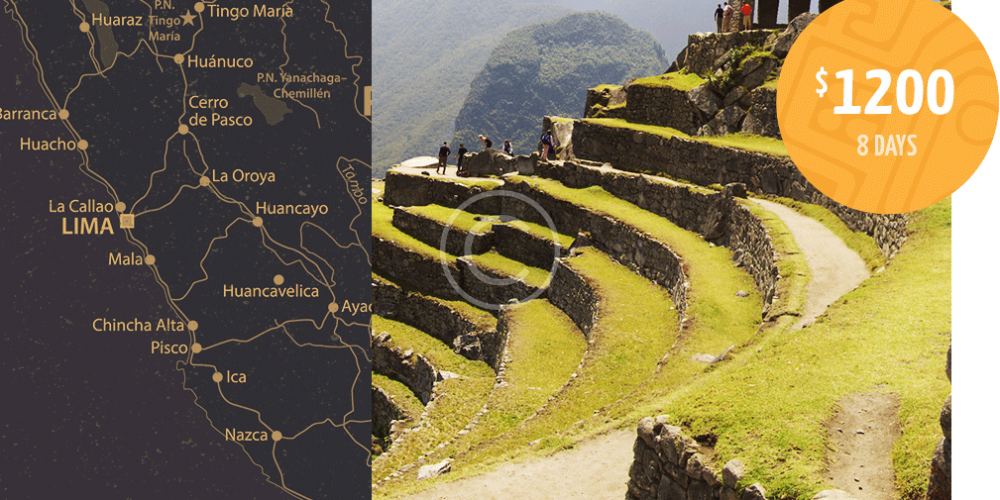 Huaraz
P.N.
Tingo
María
Tingo María
Huánuco
P.N. Yanachaga–
Chemillén
Barranca
Cerro
de Pasco
Huacho
La Oroya
Tambo
La Callao
LIMA
Huancayo
Mala
Huancavelica
Chincha Alta
Pisco
Ica
Nazca
©
$1200
8 DAYS